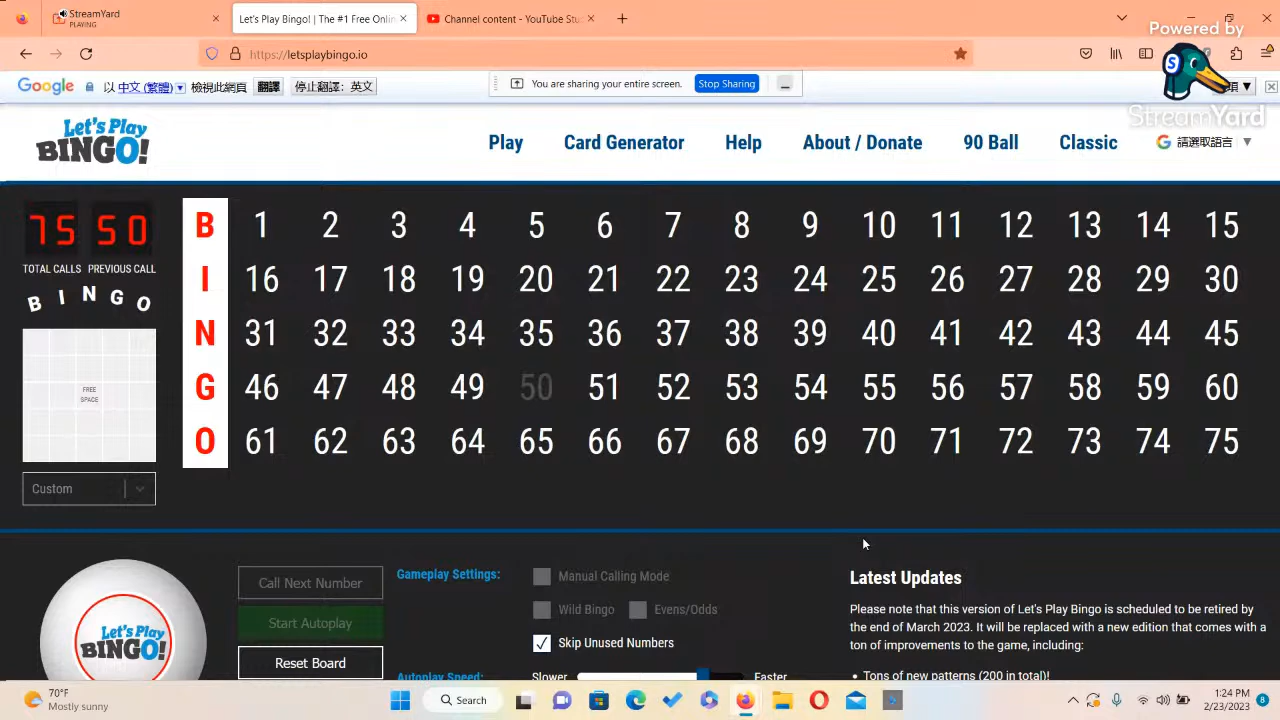 StreamYard
PLAYING
Let's Play Bingo! | The #1 Free Onlin
Channel content - YouTube Stu
Powered by
https://letsplaybingo.io
Google 以 中文 (繁體) 檢視此網頁 翻譯 停止翻譯: 英文
You are sharing your entire screen. Stop Sharing
StreamYard
Let's Play
BINGO!
Play Card Generator Help About / Donate 90 Ball Classic 請選取語言
75 50
TOTAL CALLS PREVIOUS CALL
B I N G O
FREE
SPACE
Custom
B 1 2 3 4 5 6 7 8 9 10 11 12 13 14 15
I 16 17 18 19 20 21 22 23 24 25 26 27 28 29 30
N 31 32 33 34 35 36 37 38 39 40 41 42 43 44 45
G 46 47 48 49 50 51 52 53 54 55 56 57 58 59 60
O 61 62 63 64 65 66 67 68 69 70 71 72 73 74 75
Let's Play
BINGO!
Call Next Number
Start Autoplay
Reset Board
Gameplay Settings:
Manual Calling Mode
Wild Bingo Evens/Odds
Skip Unused Numbers
Autoplay Speed: Slower Faster
Latest Updates
Please note that this version of Let's Play Bingo is scheduled to be retired by
the end of March 2023. It will be replaced with a new edition that comes with a
ton of improvements to the game, including:
• Tons of new patterns (200 in total)!
70°F
Mostly sunny
Search
1:24 PM
2/23/2023
8